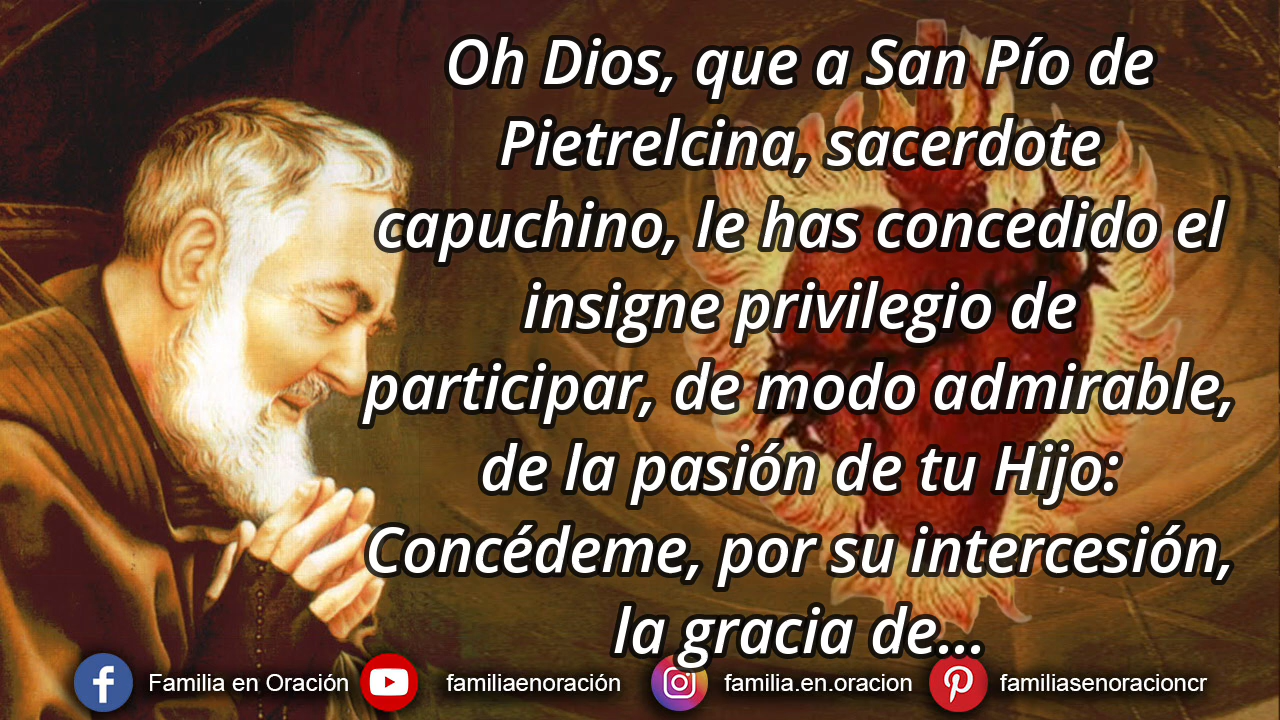 Oh Dios, que a San Pío de
Pietrelcina, sacerdote
capuchino, le has concedido el
insigne privilegio de
participar, de modo admirable,
de la pasión de tu Hijo:
Concédeme, por su intercesión,
la gracia de...
Familia en Oración familiaenoración familia.en.oracion familiasenoracioncr